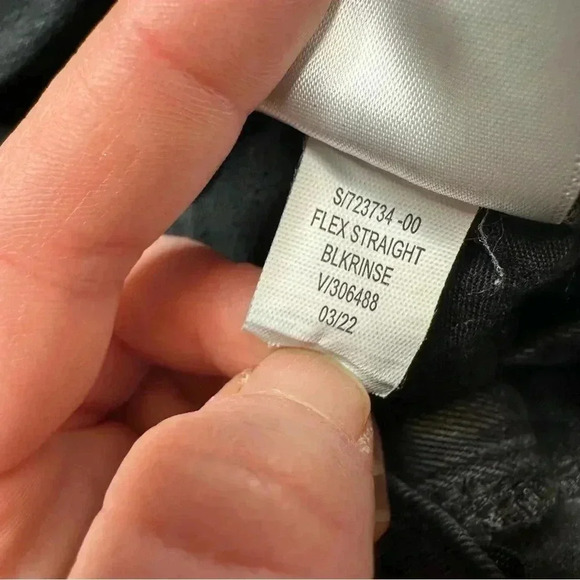 S/723734 -00
FLEX STRAIGHT
BLKRINSE
V/306488
03/22